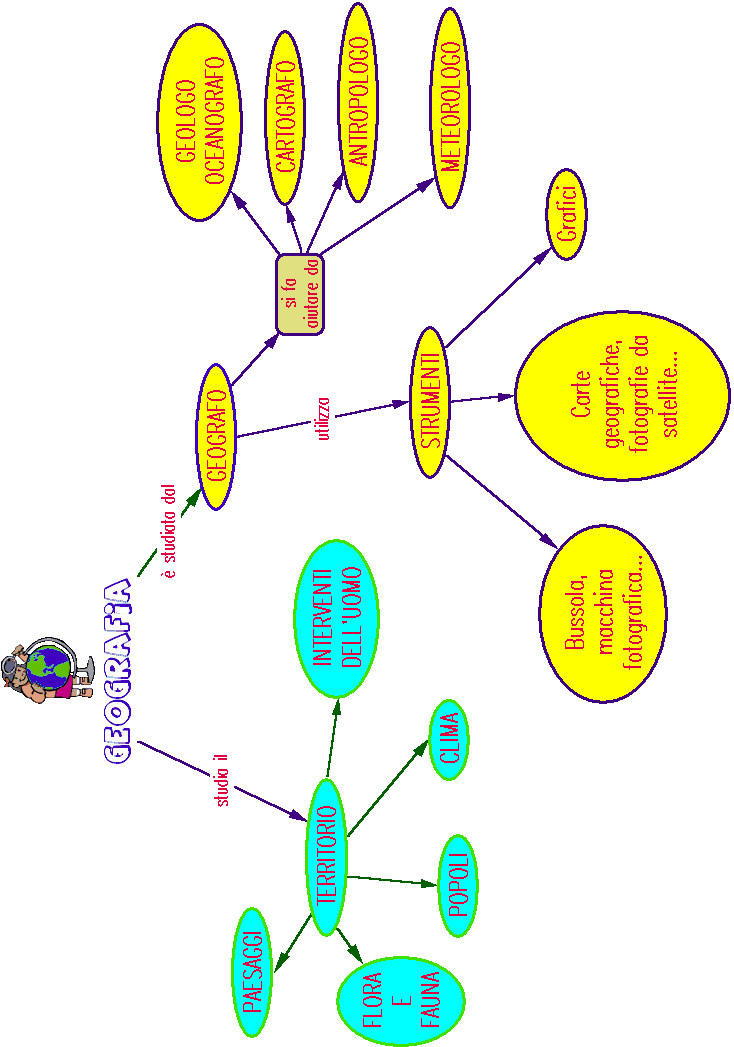 GEOGRAFIA
studia il
TERRITORIO
PAESAGGI
FLORA
E
FAUNA
POPOLI
CLIMA
INTERVENTI
DELL'UOMO
è studiata dal
GEOGRAFO
si fa
aiutare da
GEOLOGO
OCEANOGRAFO
CARTOGRAFO
ANTROPOLOGO
METEOROLOGO
utilizza
STRUMENTI
Bussola,
macchina
fotografica...
Carte
geografiche,
fotografie da
satellite...
Grafici